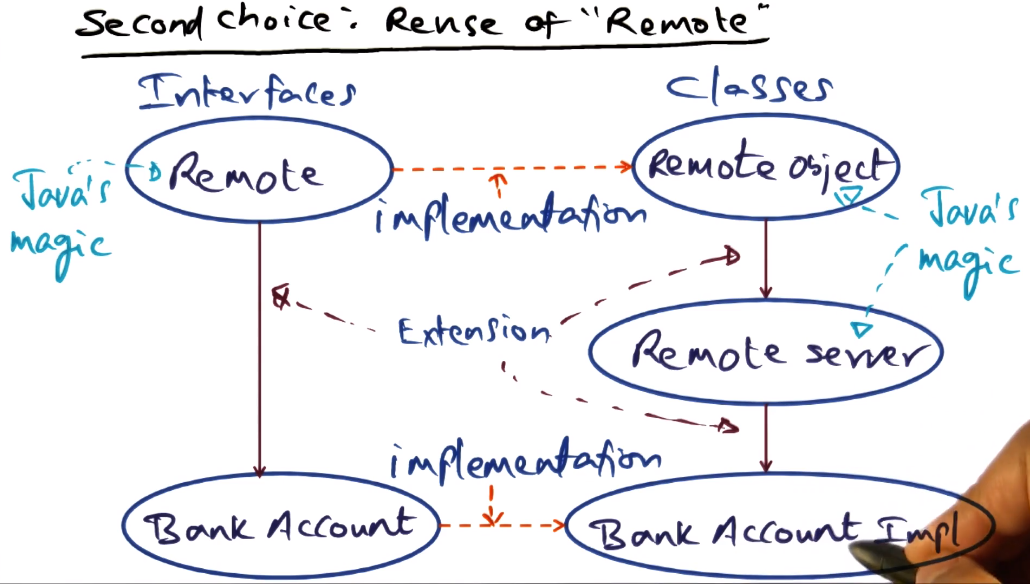 Second choice: Reuse of "Remote"
Interfaces
Classes
Remote
Remote object
Java's
magic
implementation
Java's
magic
Extension
Remote server
implementation
Bank Account
Bank Account Impl